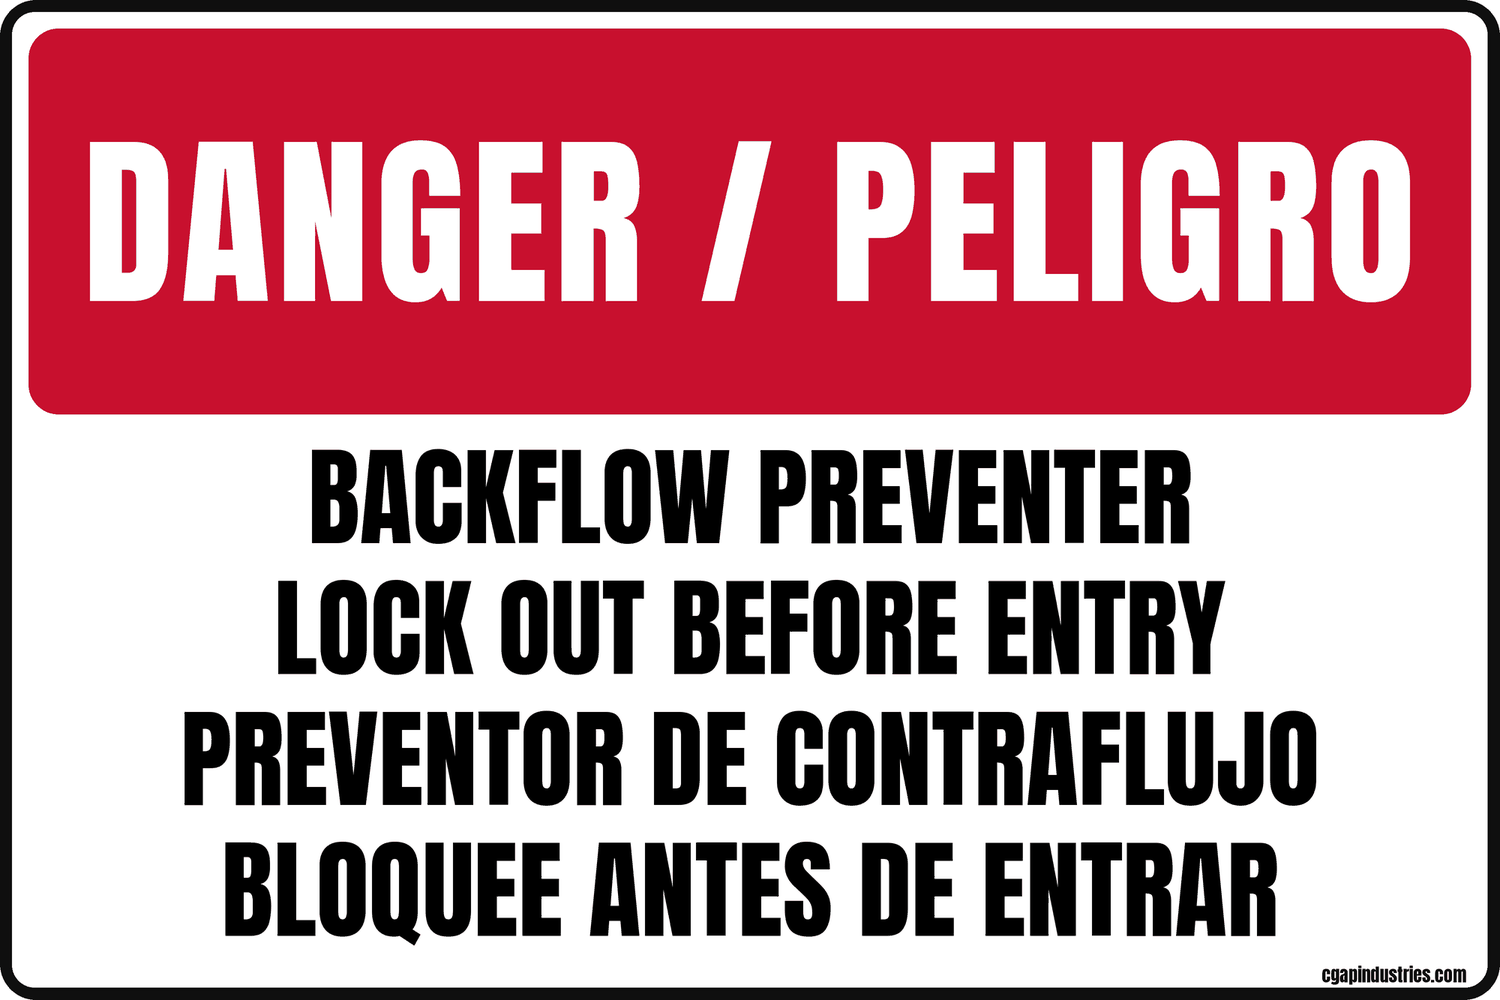 DANGER / PELIGRO
BACKFLOW PREVENTER
LOCK OUT BEFORE ENTRY
PREVENTOR DE CONTRAFLUJO
BLOQUEE ANTES DE ENTRAR
cgapindustries.com